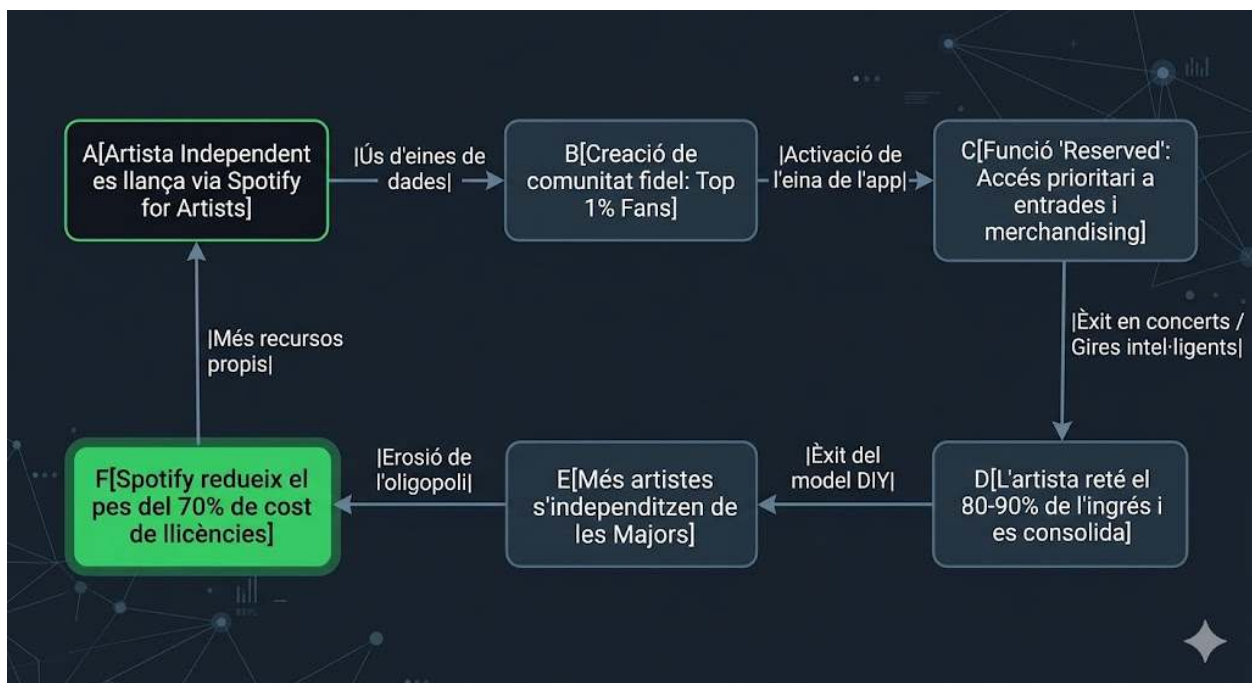 A[Artista Independent
es llança via Spotify
for Artists]
|Ús d'eines de
dades|
B[Creació de
comunitat fidel: Top
1% Fans]
|Activació de
l'eina de l'app|
C[Funció 'Reserved':
Accés prioritari a
entrades i
merchandising]
|Èxit en concerts /
Gires intel·ligents|
D[L'artista reté el
80-90% de l'ingrés i
es consolida]
|Èxit del
model DIY|
E[Més artistes
s'independitzen de
les Majors]
|Erosió de
l'oligopoli|
F[Spotify redueix el
pes del 70% de cost
de llicències]
|Més recursos
propis|